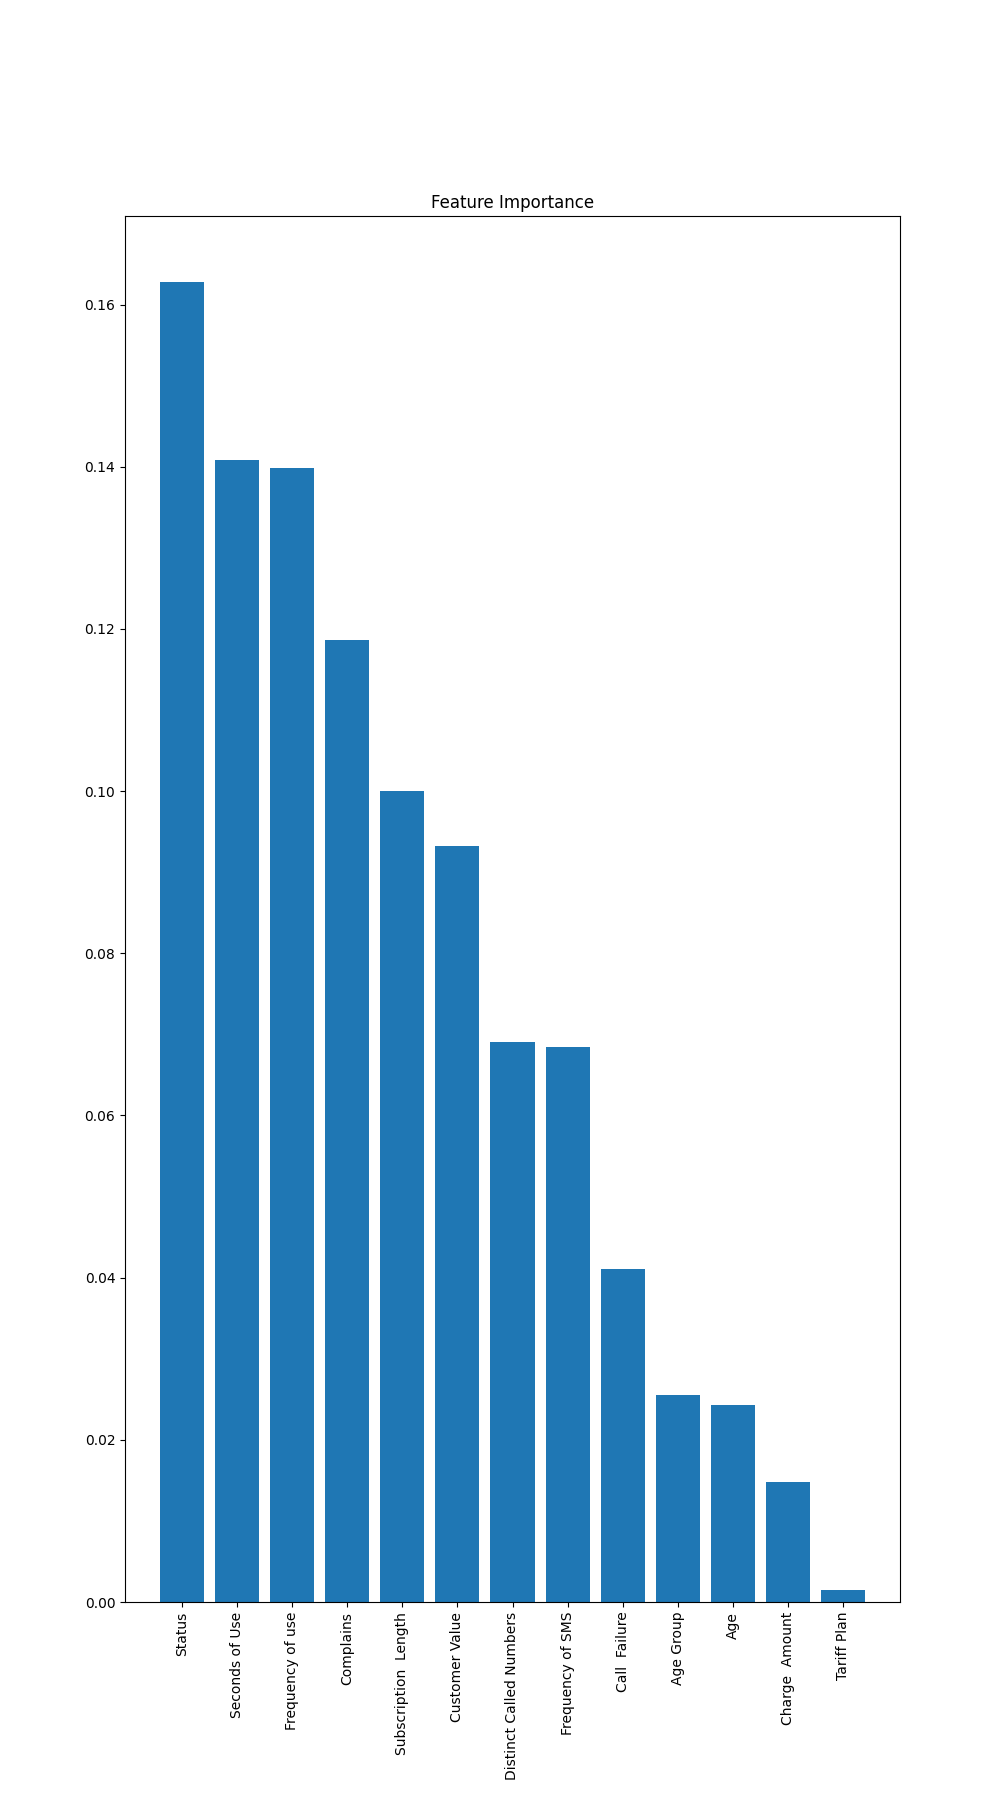 Feature Importance
0.16
0.14
0.12
0.10
0.08
0.06
0.04
0.02
0.00
Status
Seconds of Use
Frequency of use
Complains
Subscription  Length
Customer Value
Distinct Called Numbers
Frequency of SMS
Call  Failure
Age Group
Age
Charge  Amount
Tariff Plan